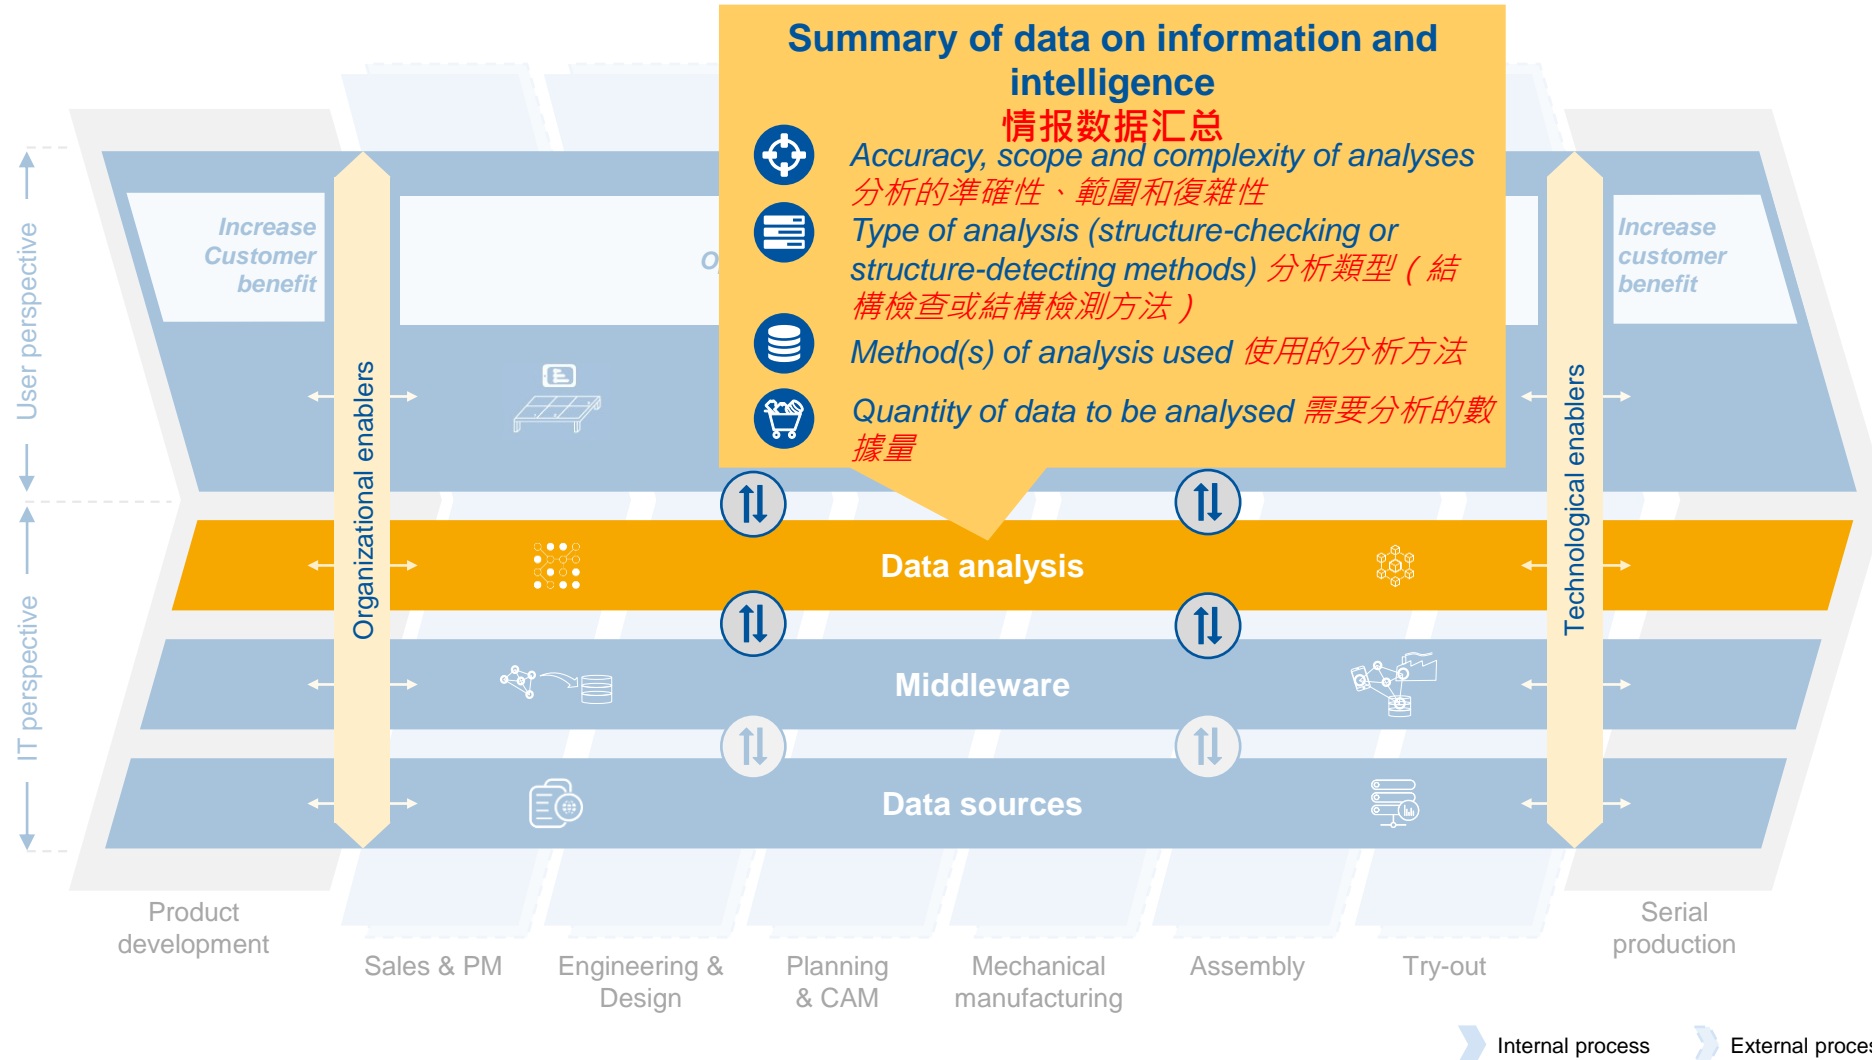 Summary of data on information and
intelligence
情报数据汇总
Accuracy, scope and complexity of analyses
分析的準確性、範圍和復雜性
Type of analysis (structure-checking or
structure-detecting methods) 分析類型（結
構檢查或結構檢測方法）
Method(s) of analysis used 使用的分析方法
Quantity of data to be analysed 需要分析的數
據量
User perspective
IT perspective
Increase
Customer
benefit
Increase
customer
benefit
Organizational enablers
Technological enablers
Data analysis
Middleware
Data sources
Product
development
Sales & PM
Engineering &
Design
Planning
& CAM
Mechanical
manufacturing
Assembly
Try-out
Serial
production
Internal process
External proces